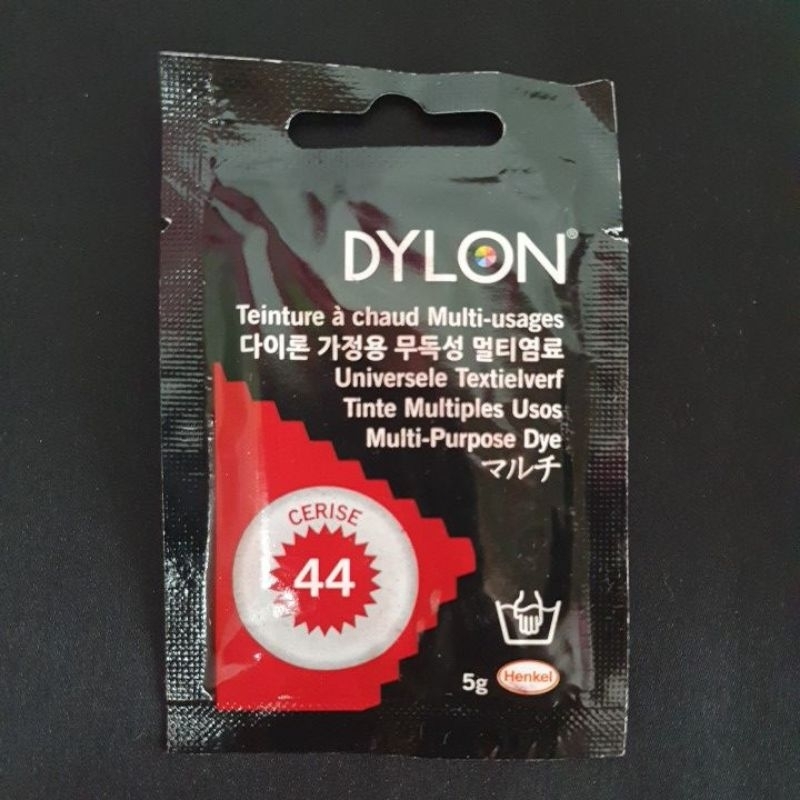 DYLON®
Teinture à chaud Multi-usages
다이론 가정용 무독성 멀티염료
Universele Textielverf
Tinte Multiples Usos
Multi-Purpose Dye
マルチ
CERISE
44
5g Henkel